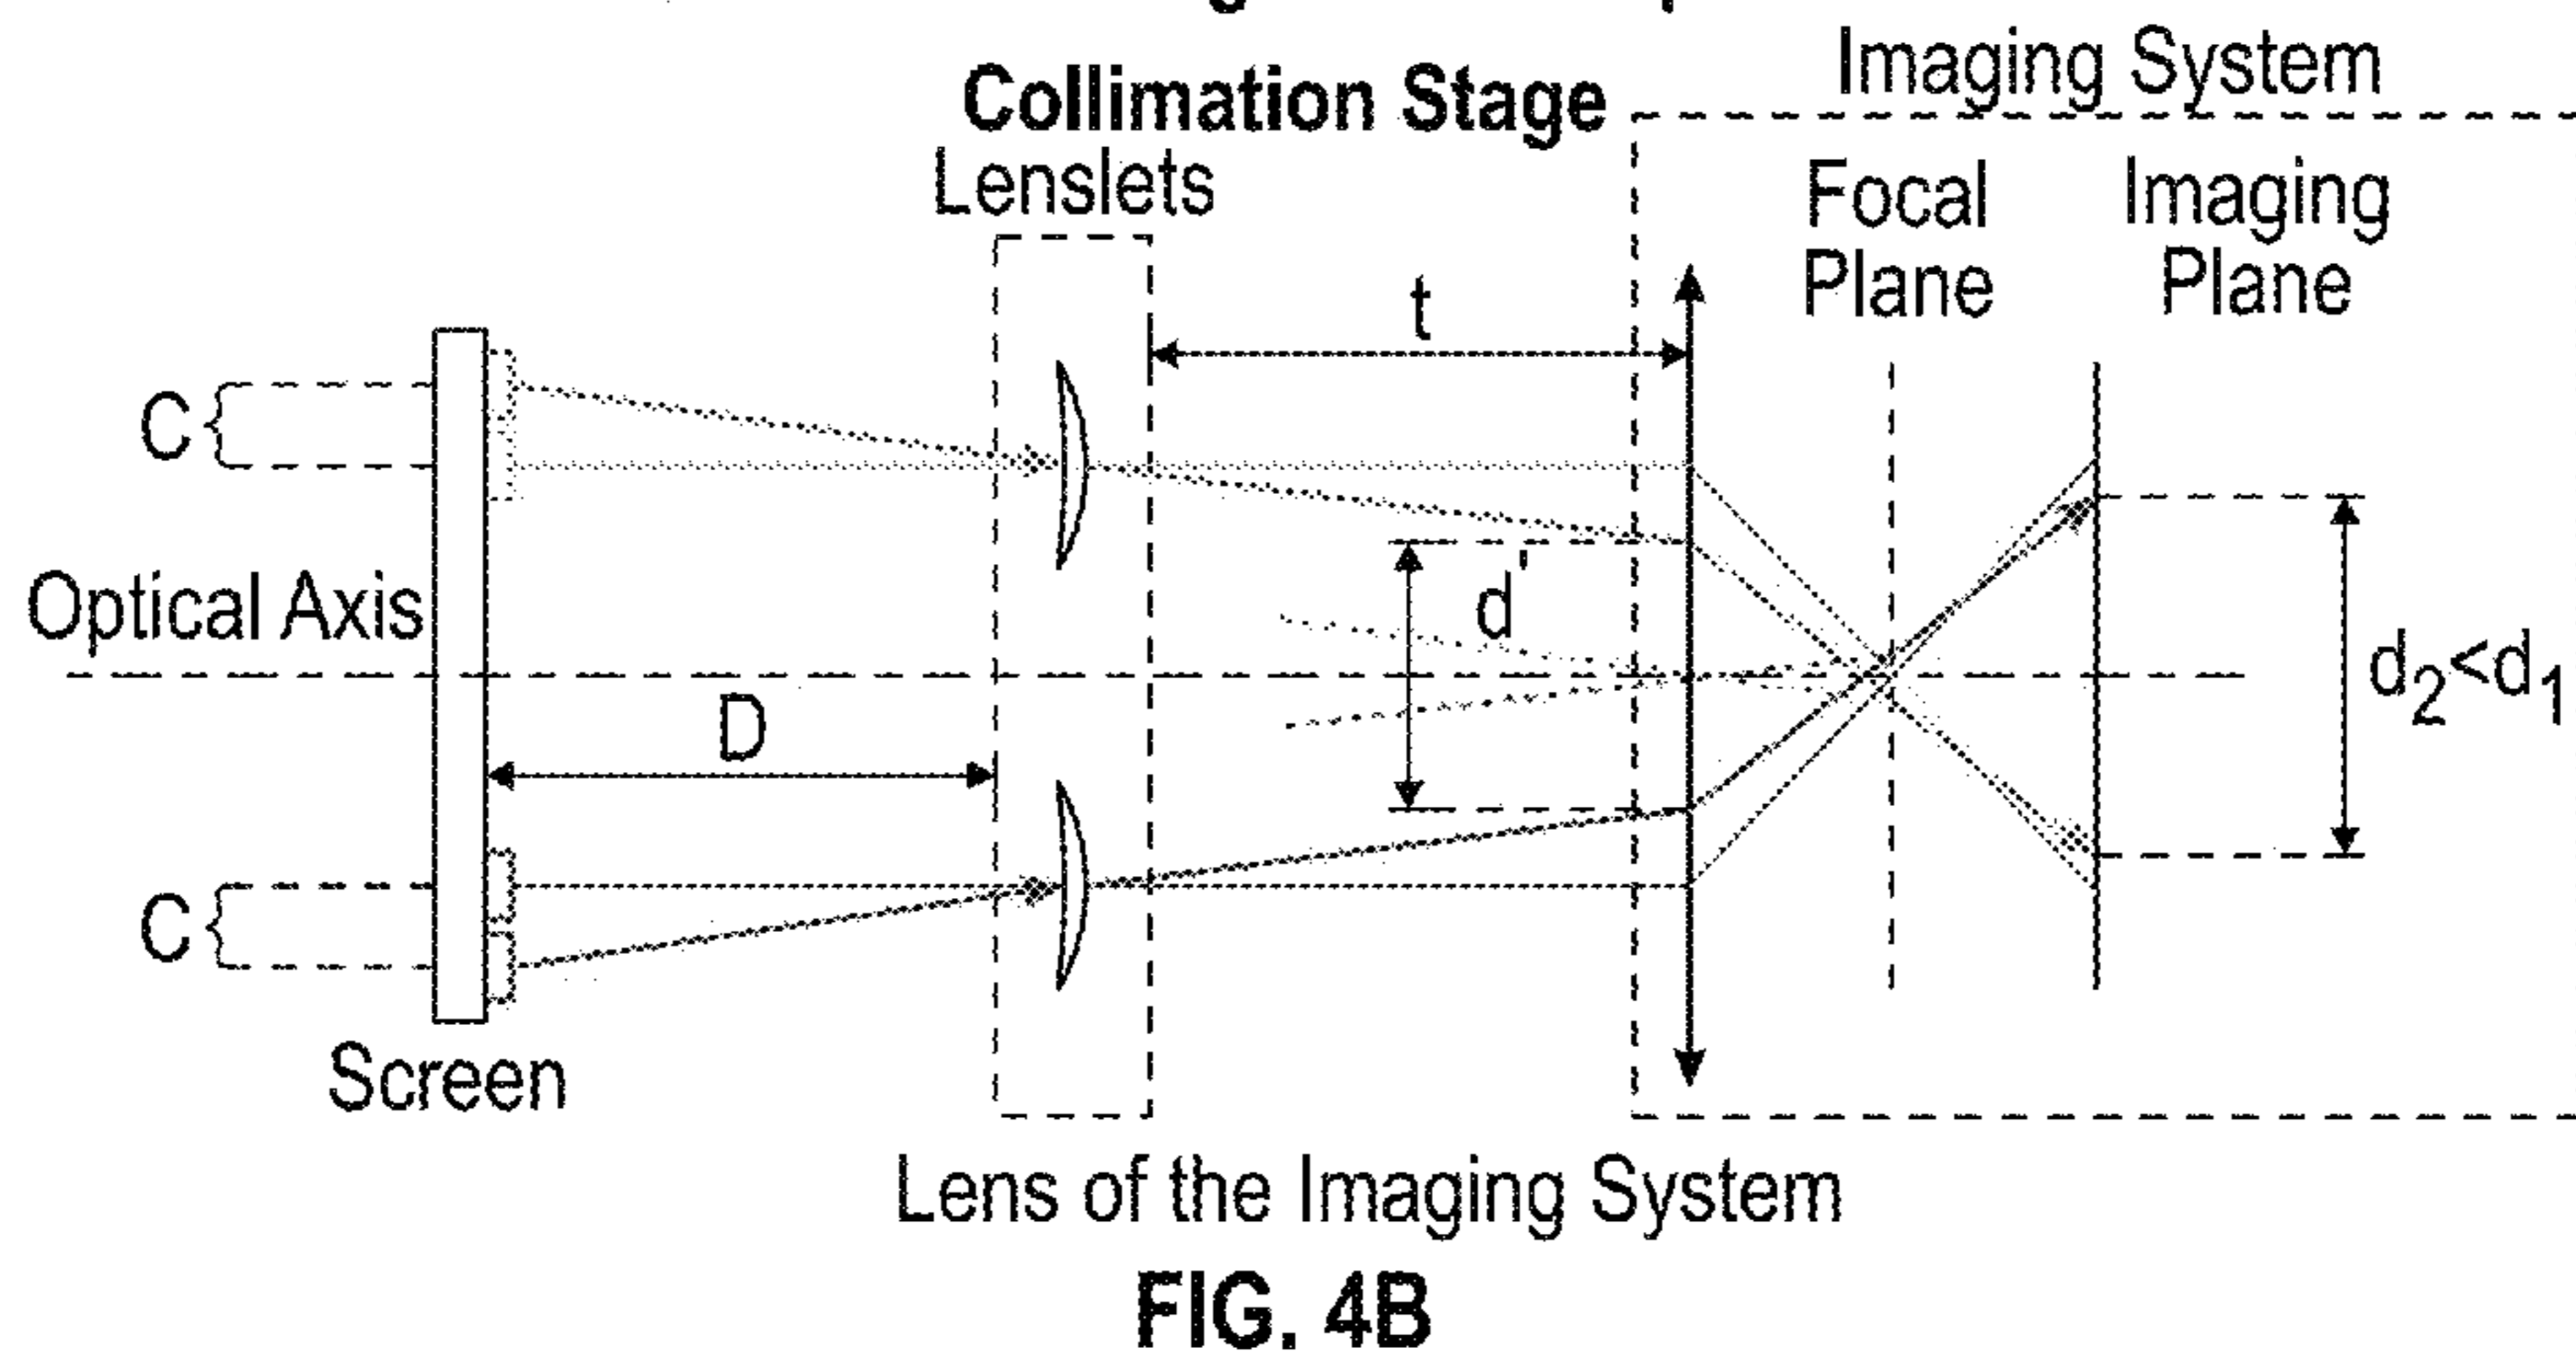 Imaging System
Collimation Stage
Lenslets
Focal
Plane
Imaging
Plane
t
C
Optical Axis
d'
D
d2<d1
C
Screen
Lens of the Imaging System
FIG. 4B